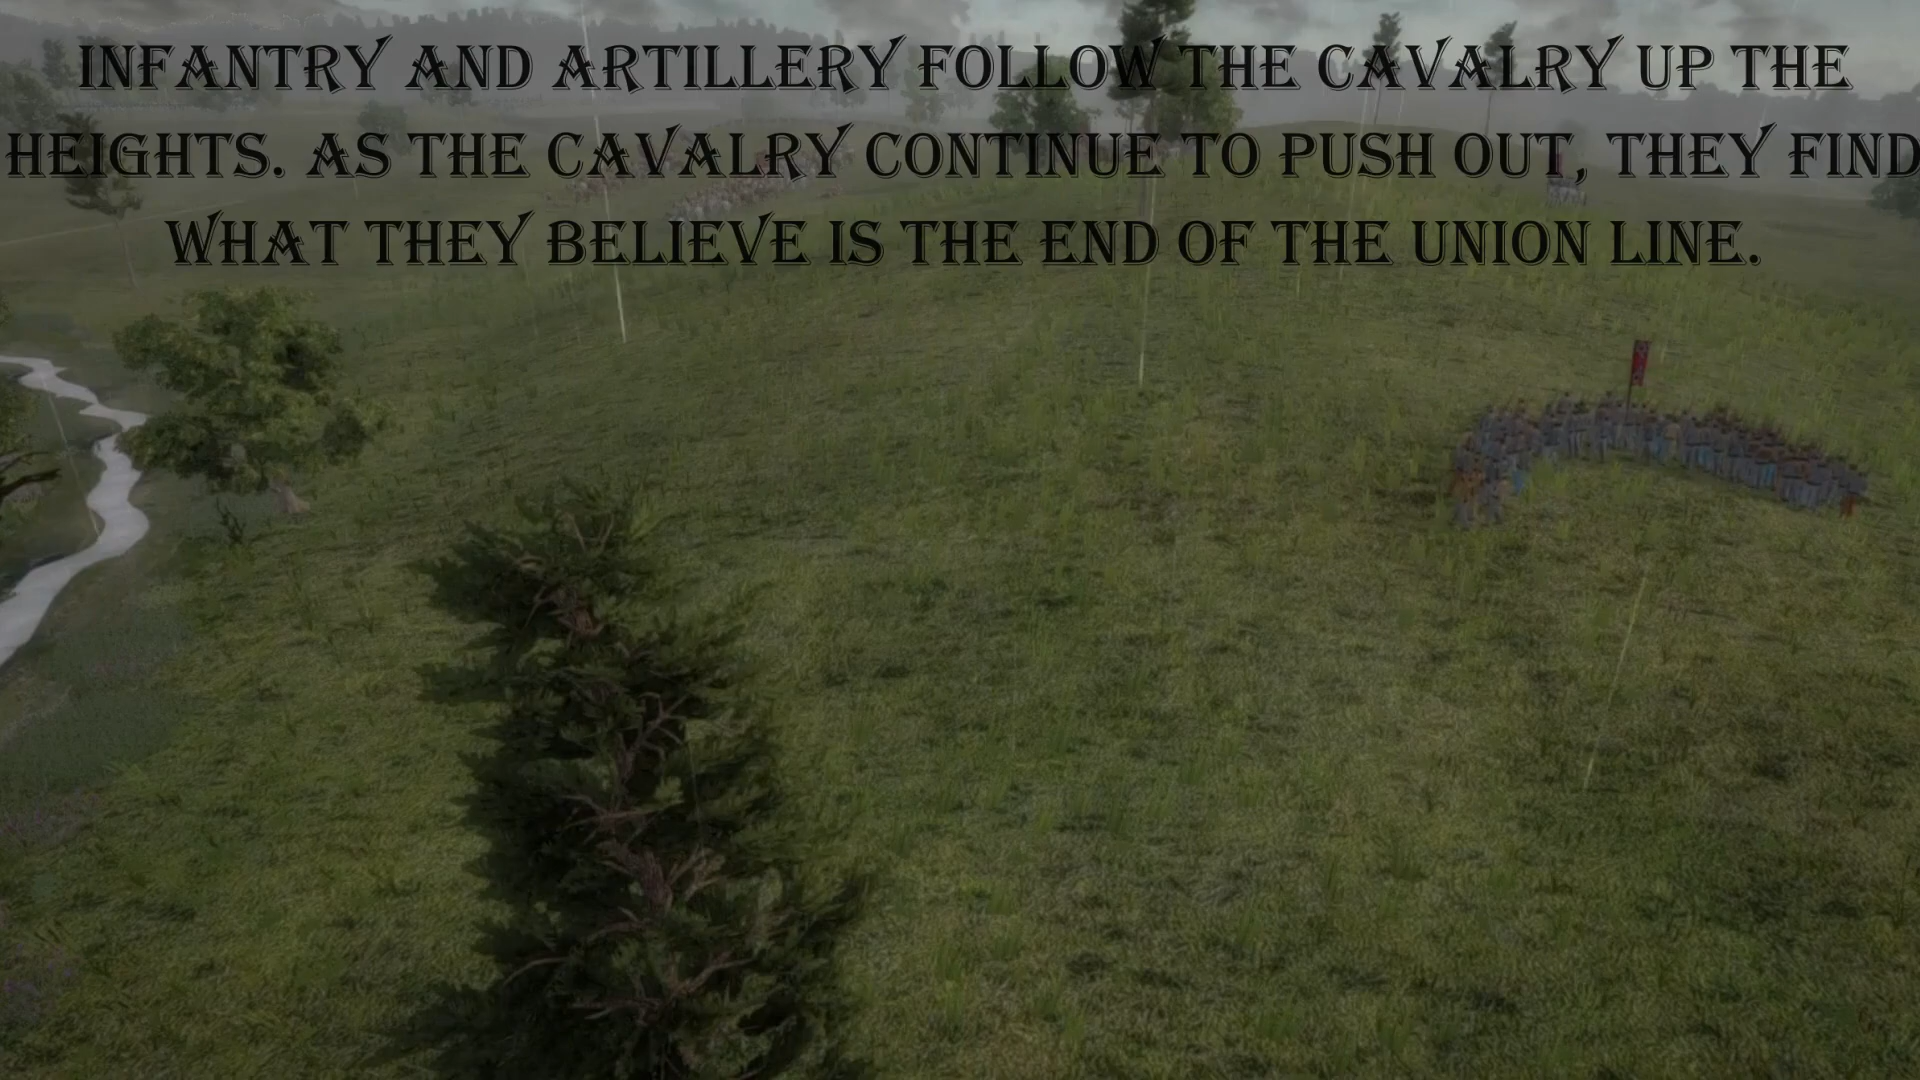 INFANTRY AND ARTILLERY FOLLOW THE CAVALRY UP THE
HEIGHTS. AS THE CAVALRY CONTINUE TO PUSH OUT, THEY FIND
WHAT THEY BELIEVE IS THE END OF THE UNION LINE.